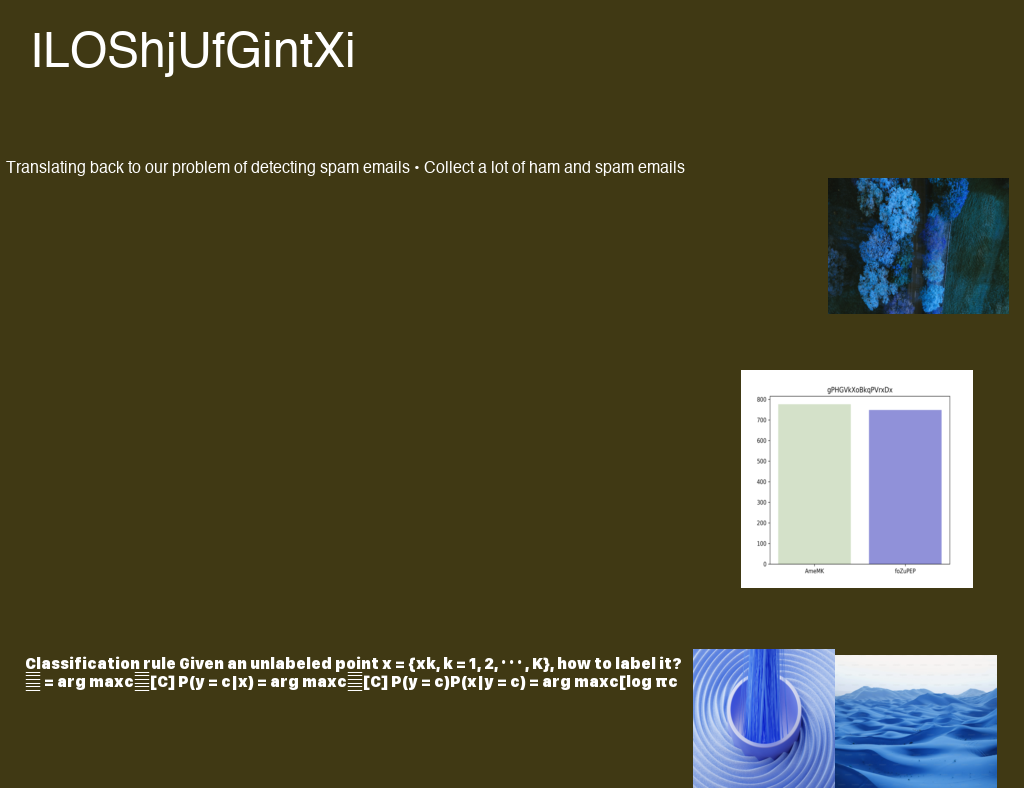 ILOShjUfGintXi
Translating back to our problem of detecting spam emails • Collect a lot of ham and spam emails
gPHGVkXoBkqPVrxDx
800
700
600
500
400
300
200
100
0
AmeMK
foZuPEP
Classification rule Given an unlabeled point x = {xk, k = 1, 2, · · · , K}, how to label it?
= arg maxc [C] P(y = c|x) = arg maxc [C] P(y = c)P(x|y = c) = arg maxc[log πc